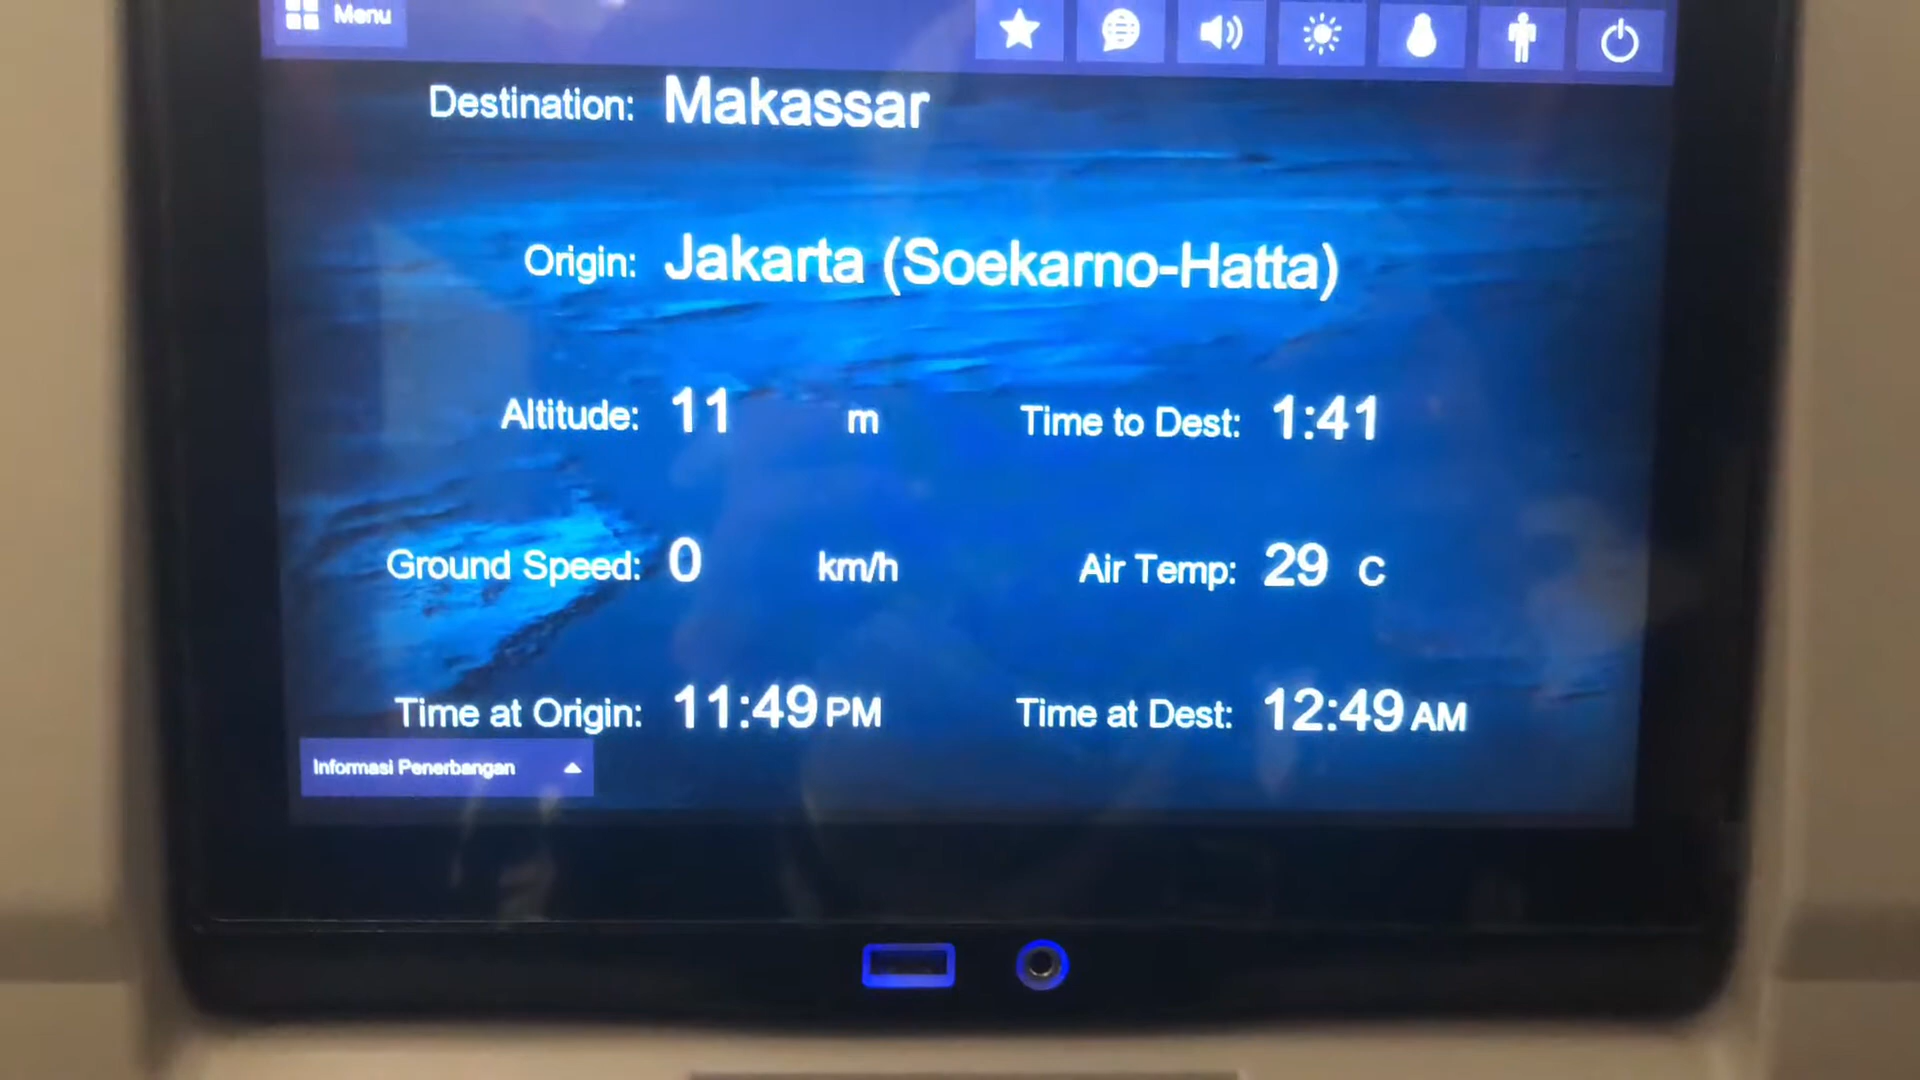 Menu
Destination: Makassar
Origin: Jakarta (Soekarno-Hatta)
Altitude: 11 m Time to Dest: 1:41
Ground Speed: 0 km/h Air Temp: 29 C
Time at Origin: 11:49 PM Time at Dest: 12:49 AM
Informasi Penerbangan